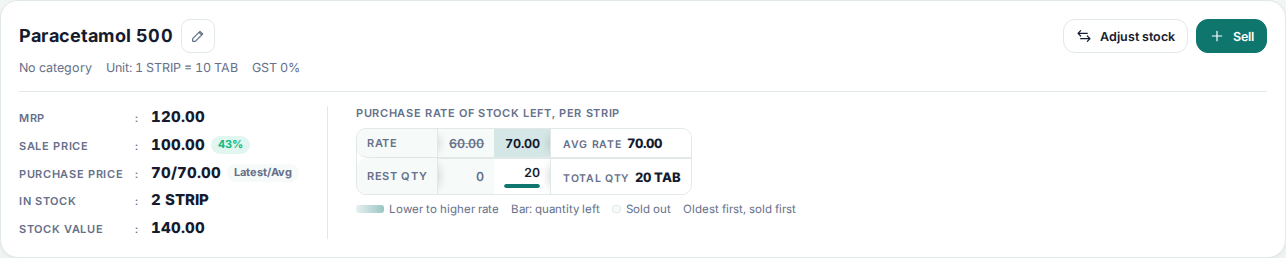 Paracetamol 500
Adjust stock
+ Sell
No category Unit: 1 STRIP = 10 TAB GST 0%
MRP : 120.00
SALE PRICE : 100.00 43%
PURCHASE PRICE : 70/70.00 Latest/Avg
IN STOCK : 2 STRIP
STOCK VALUE : 140.00
PURCHASE RATE OF STOCK LEFT, PER STRIP
RATE 60.00 70.00 AVG RATE 70.00
REST QTY 0 20 TOTAL QTY 20 TAB
Lower to higher rate Bar: quantity left Sold out Oldest first, sold first